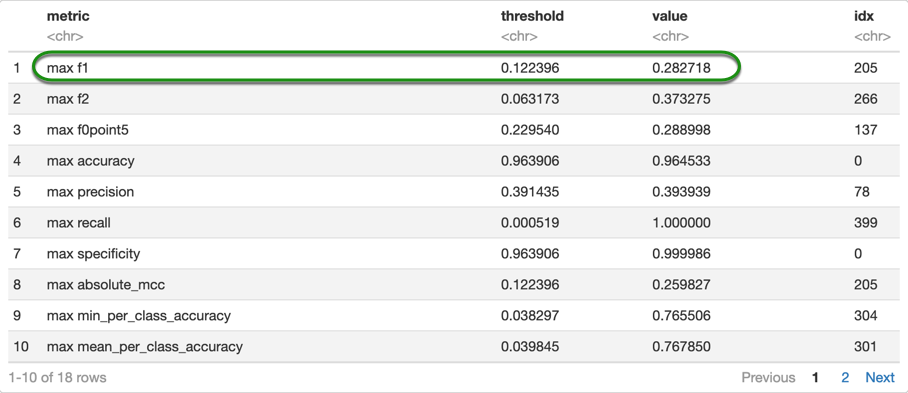 metric threshold value idx
<chr> <chr> <chr> <chr>
1 max f1 0.122396 0.282718 205
2 max f2 0.063173 0.373275 266
3 max f0point5 0.229540 0.288998 137
4 max accuracy 0.963906 0.964533 0
5 max precision 0.391435 0.393939 78
6 max recall 0.000519 1.000000 399
7 max specificity 0.963906 0.999986 0
8 max absolute_mcc 0.122396 0.259827 205
9 max min_per_class_accuracy 0.038297 0.765506 304
10 max mean_per_class_accuracy 0.039845 0.767850 301
1-10 of 18 rows Previous 1 2 Next